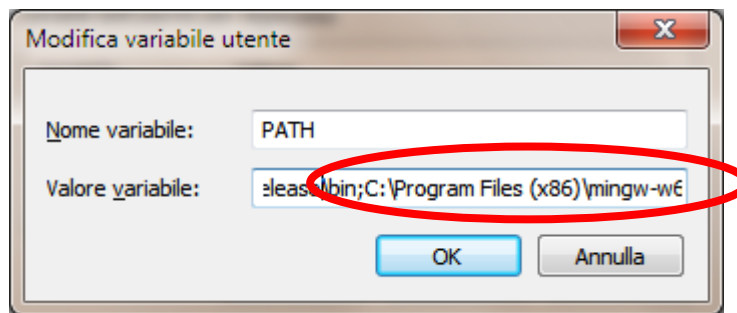 Modifica variabile utente
Nome variabile: PATH
Valore variabile: elease\bin;C:\Program Files (x86)\mingw-w6
OK Annulla